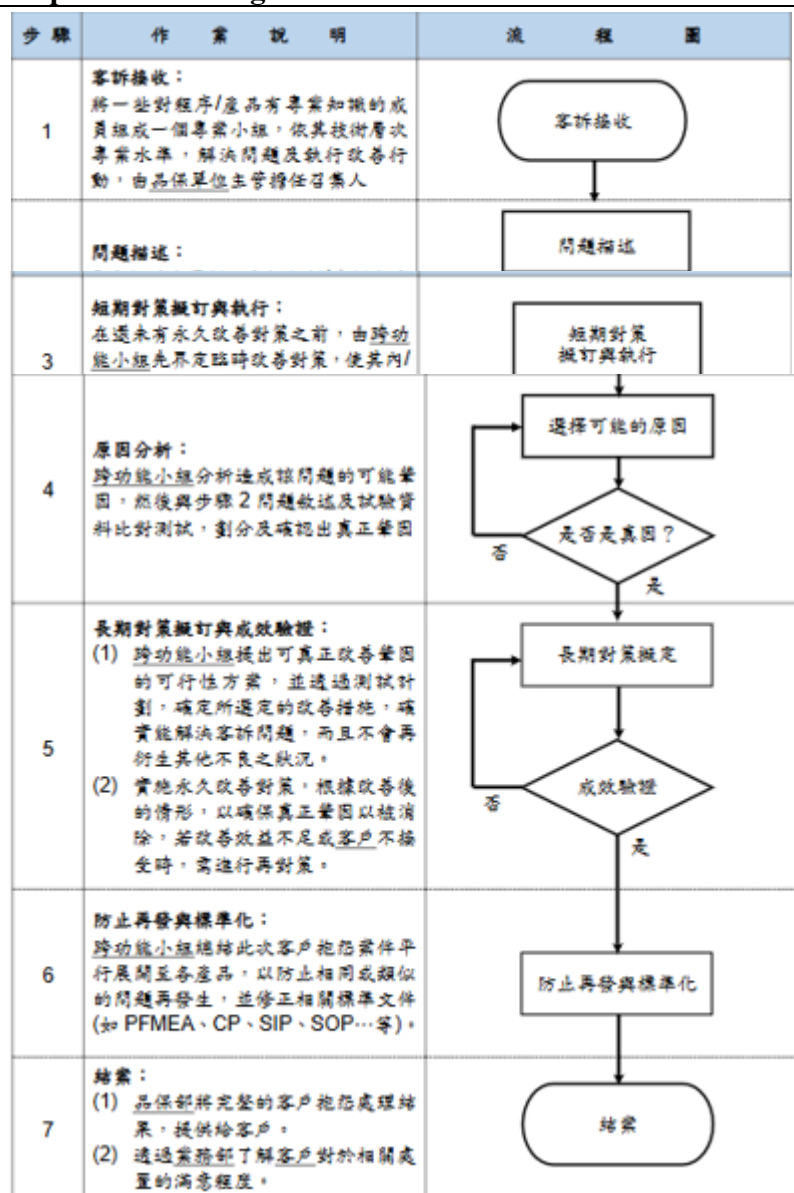 步 驟 作 業 說 明 流 程 圖
1
客訴接收：
將一些對程序/產品有專業知識的成
員組成一個專案小組，依其技術層次
專業水準，解決問題及執行改善行
動，由品保單位主管擔任召集人
客訴接收
問題描述：
問題描述
3
短期對策擬訂與執行：
在還未有永久改善對策之前，由跨功
能小組先界定臨時改善對策，使其內/
短期對策
擬訂與執行
4
原因分析：
跨功能小組分析造成該問題的可能肇
因，然後與步驟 2 問題敘述及試驗資
料比對測試，劃分及確認出真正肇因
選擇可能的原因
是否是真因？
否
是
5
長期對策擬訂與成效驗證：
(1) 跨功能小組提出可真正改善肇因
的可行性方案，並透過測試計
劃，確定所選定的改善措施，確
實能解決客訴問題，而且不會再
衍生其他不良之狀況。
(2) 實施永久改善對策，根據改善後
的情形，以確保真正肇因以被消
除，若改善效益不足或客戶不接
受時，需進行再對策。
長期對策擬定
成效驗證
否
是
6
防止再發與標準化：
跨功能小組總結此次客戶抱怨案件平
行展開至各產品，以防止相同或類似
的問題再發生，並修正相關標準文件
(如 PFMEA、CP、SIP、SOP…等)。
防止再發與標準化
7
結案：
(1) 品保部將完整的客戶抱怨處理結
果，提供給客戶。
(2) 透過業務部了解客戶對於相關處
置的滿意程度。
結案